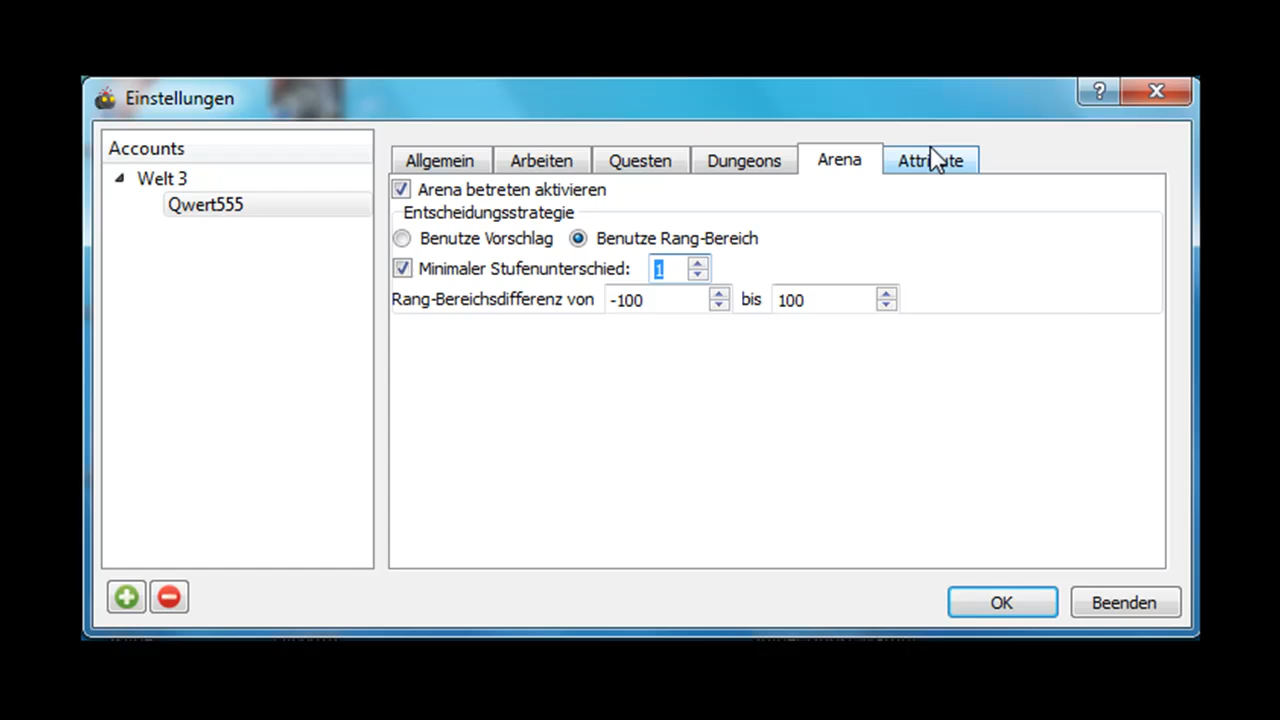 Einstellungen
?
Accounts
Welt 3
Qwert555
Allgemein Arbeiten Questen Dungeons Arena Attribute
Arena betreten aktivieren
Entscheidungsstrategie
Benutze Vorschlag Benutze Rang-Bereich
Minimaler Stufenunterschied: 1
Rang-Bereichsdifferenz von -100 bis 100
OK Beenden